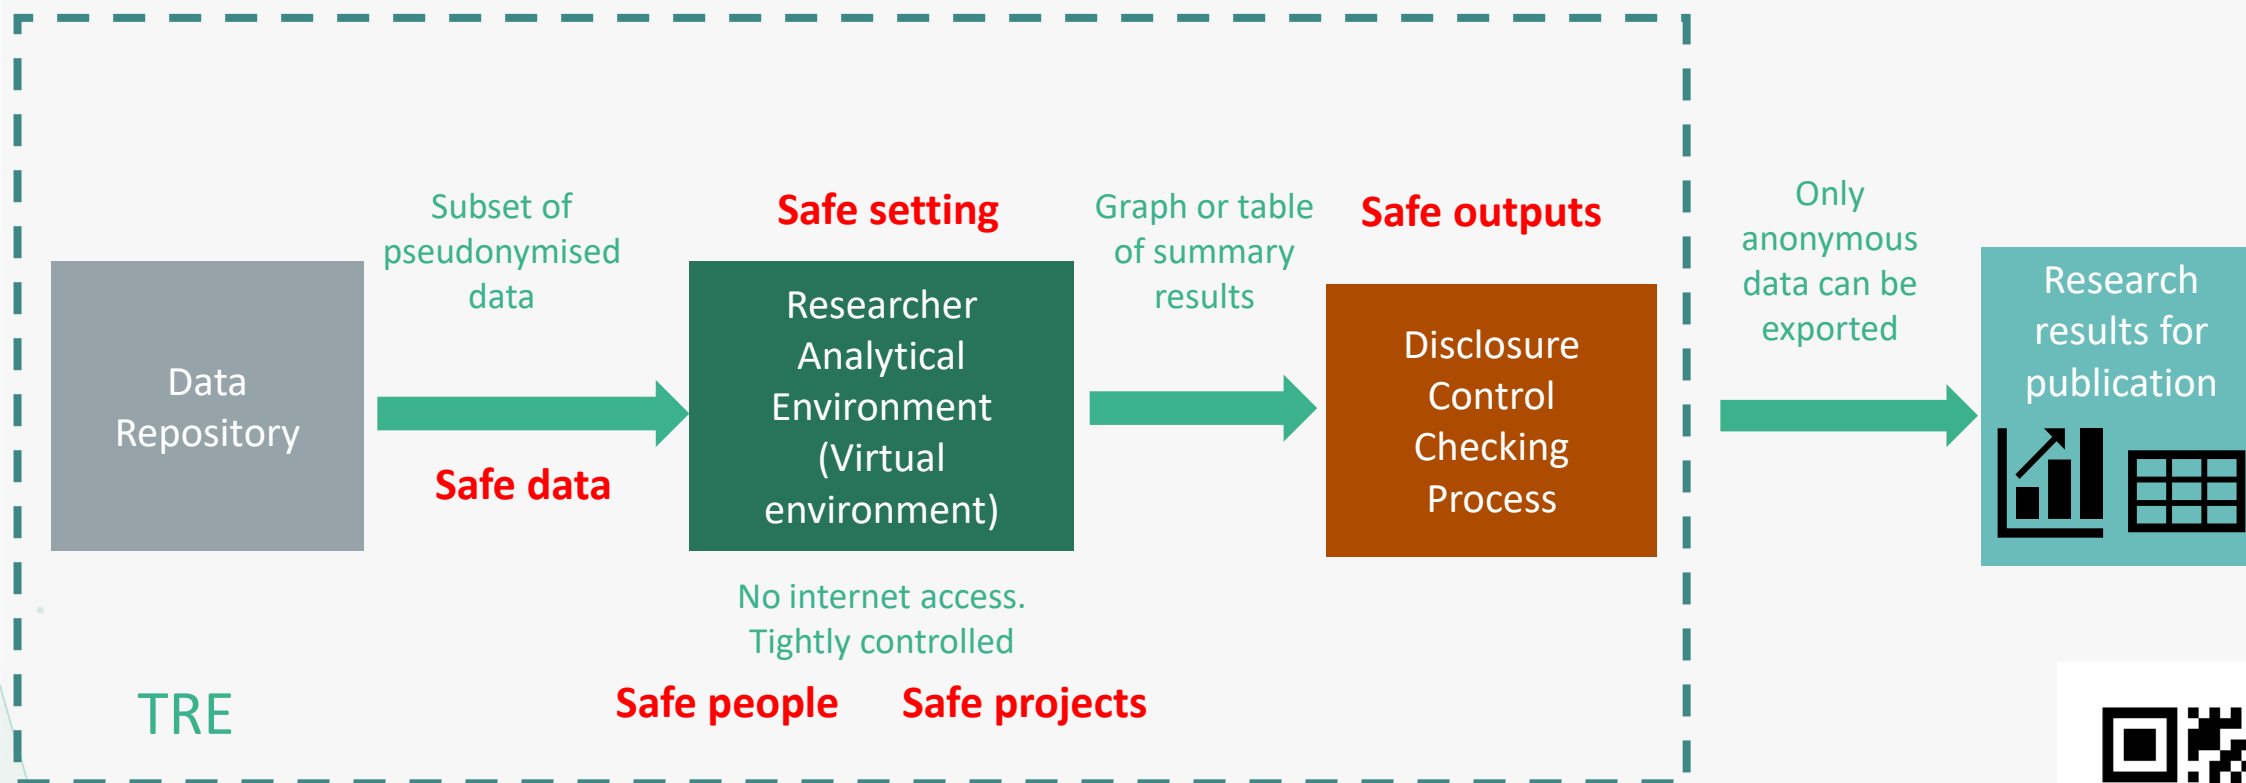 Data
Repository
Subset of
pseudonymised
data
Safe data
Safe setting
Researcher
Analytical
Environment
(Virtual
environment)
No internet access.
Tightly controlled
Safe people
Safe projects
Graph or table
of summary
results
Safe outputs
Disclosure
Control
Checking
Process
Only
anonymous
data can be
exported
Research
results for
publication
TRE